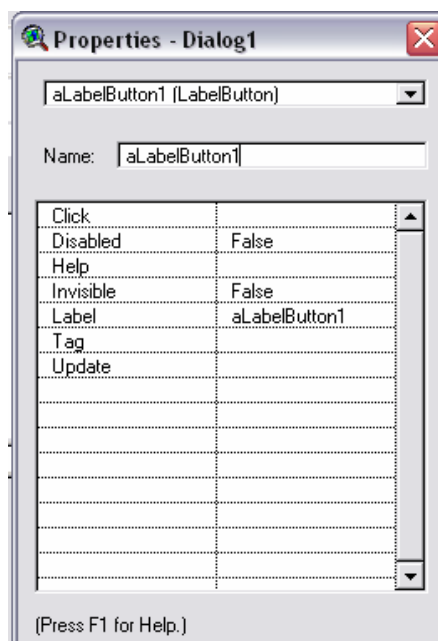 Properties - Dialog1
aLabelButton1 (LabelButton)
Name: aLabelButton1
Click
Disabled False
Help
Invisible False
Label aLabelButton1
Tag
Update
(Press F1 for Help.)